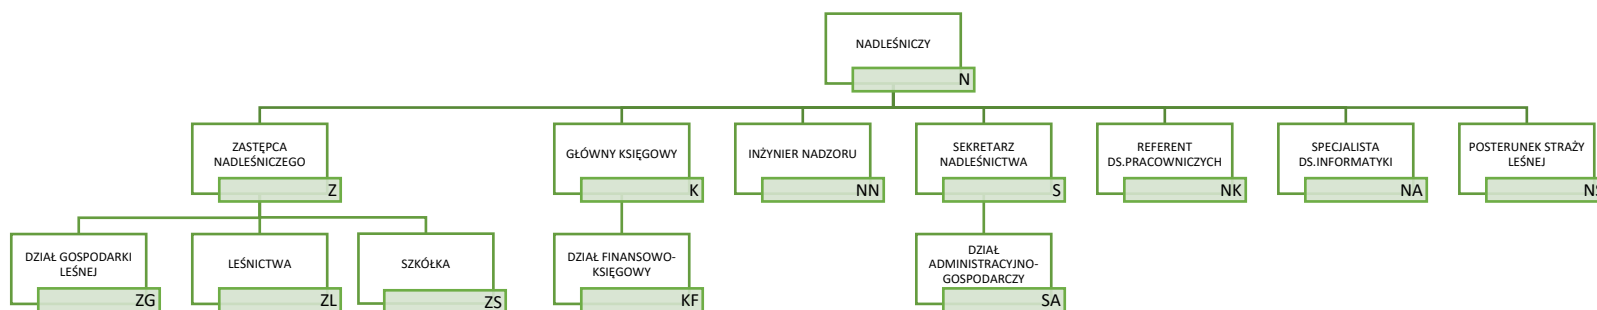 NADLEŚNICZY
N
ZASTĘPCA
NADLEŚNICZEGO
Z
GŁÓWNY KSIĘGOWY
K
INŻYNIER NADZORU
NN
SEKRETARZ
NADLEŚNICTWA
S
REFERENT
DS.PRACOWNICZYCH
NK
SPECJALISTA
DS.INFORMATYKI
NA
POSTERUNEK STRAŻY
LEŚNEJ
NS
DZIAŁ GOSPODARKI
LEŚNEJ
ZG
LEŚNICTWA
ZL
SZKÓŁKA
ZS
DZIAŁ FINANSOWO-
KSIĘGOWY
KF
DZIAŁ
ADMINISTRACYJNO-
GOSPODARCZY
SA